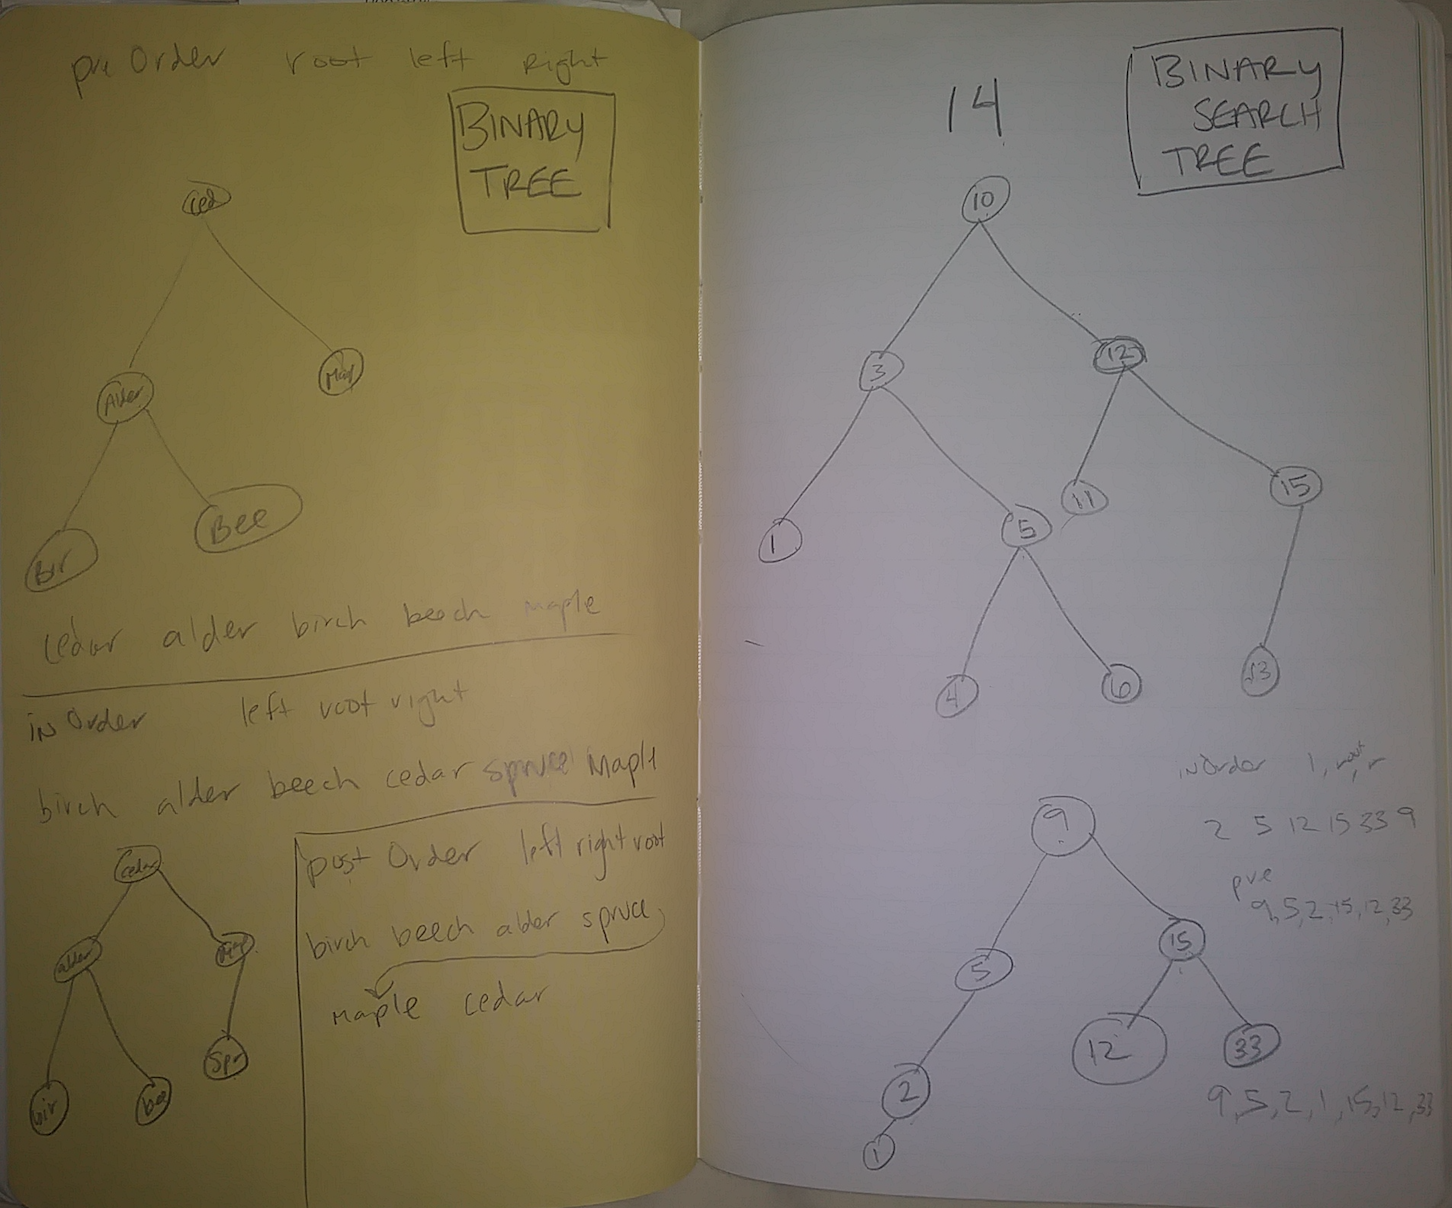 pre Order root left Right
BINARY
TREE
Ced
Alder
Mapl
Bir
Bee
cedar alder birch beech maple
in Order left root right
birch alder beech cedar spruce Maple
Cedar
alder
Map
Spr
bir
bee
post Order left right root
birch beech alder spruce,
Maple cedar
14
BINARY
SEARCH
TREE
10
3
12
1
5
11
15
4
6
13
inOrder l, root, r
2 5 12 15 33 9
pre
9,5,2,15,12,33
9
5
15
2
12
33
1
9,5,2,1,15,12,33